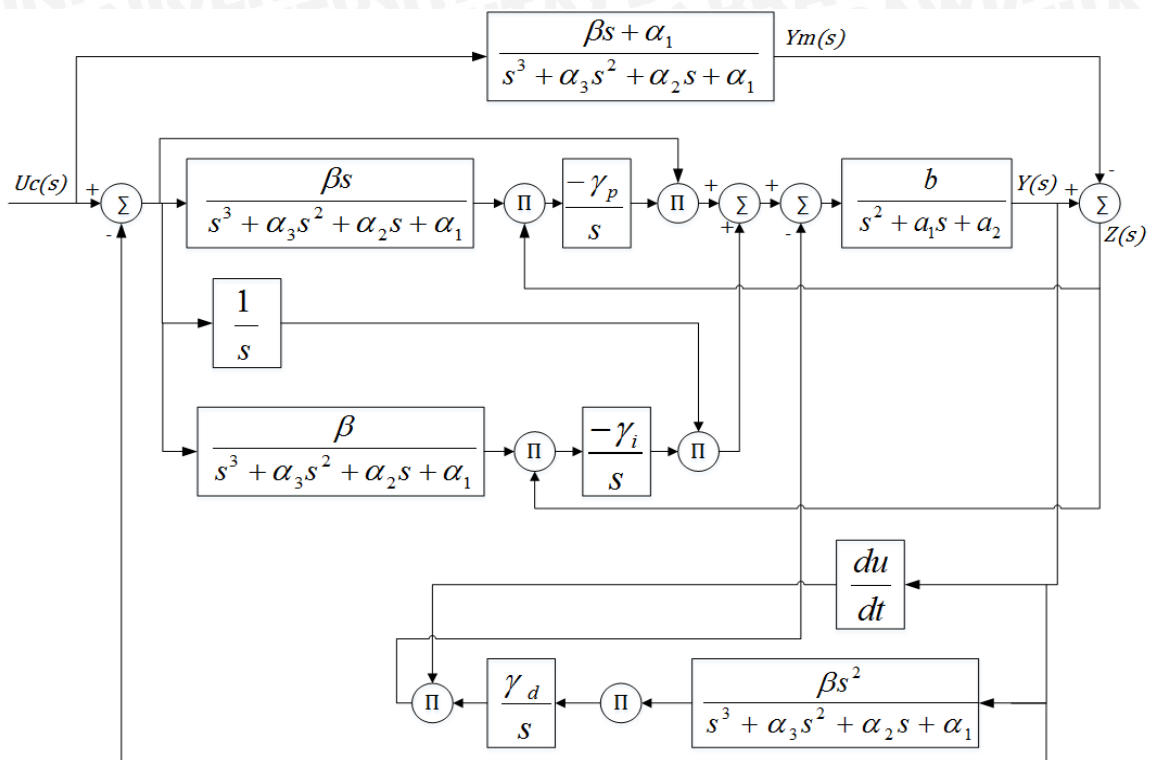 βs + α₁
s³ + α₃s² + α₂s + α₁
Ym(s)
-
Uc(s)
+
Σ
-
βs
s³ + α₃s² + α₂s + α₁
Π
−γₚ
s
Π
+
Σ
+
+
Σ
-
b
s² + a₁s + a₂
Y(s)
+
Σ
Z(s)
1
s
β
s³ + α₃s² + α₂s + α₁
Π
−γᵢ
s
Π
du
dt
Π
γ d
s
Π
βs²
s³ + α₃s² + α₂s + α₁